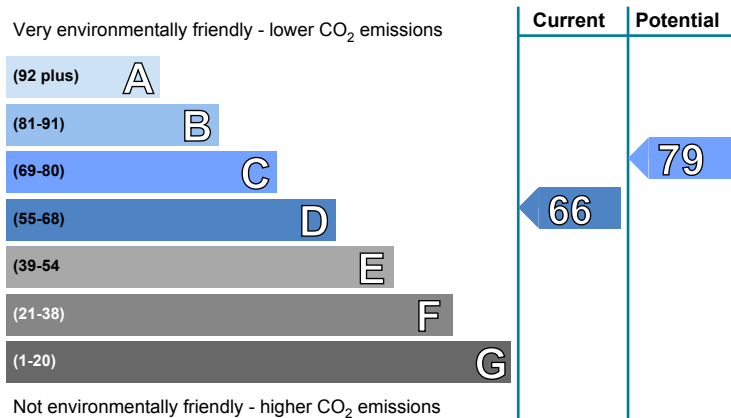 Very environmentally friendly - lower CO₂ emissions
Current
Potential
(92 plus) A
(81-91) B
(69-80) C
79
(55-68) D
66
(39-54 E
(21-38) F
(1-20) G
Not environmentally friendly - higher CO₂ emissions